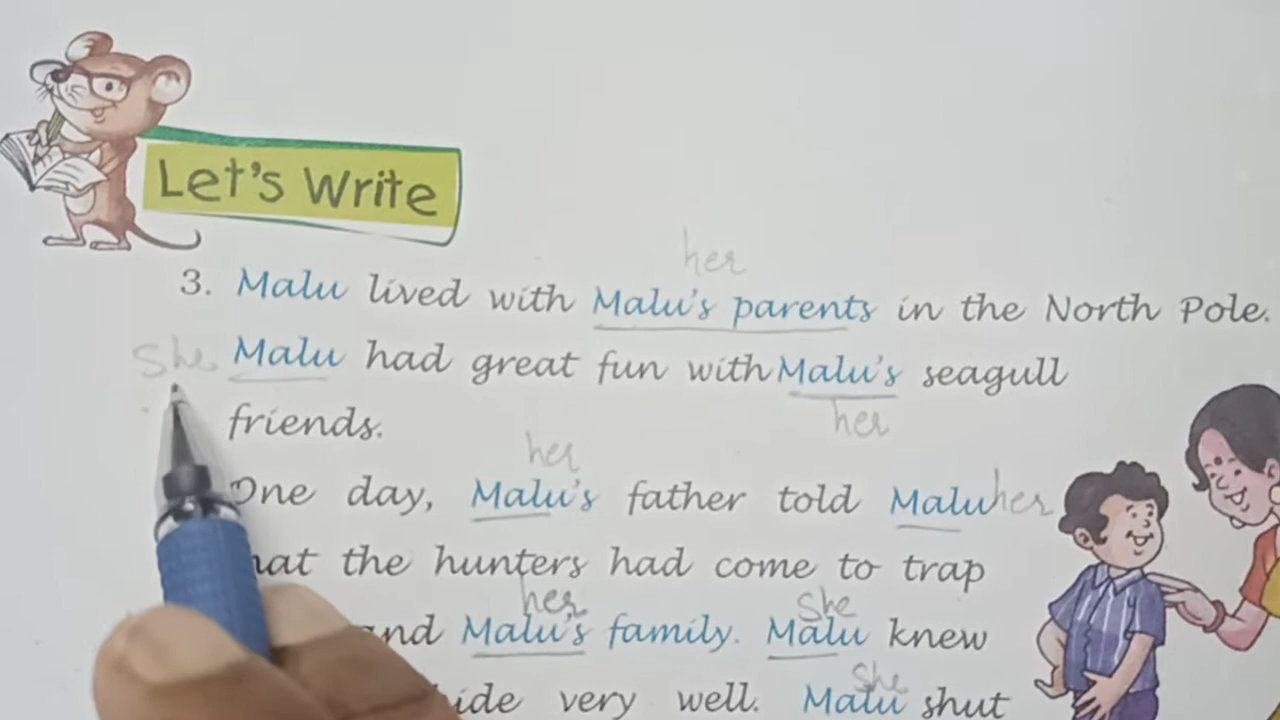 Let's Write
her
3. Malu lived with Malu's parents in the North Pole.
She Malu had great fun with Malu's seagull
friends. her
her
One day, Malu's father told Malu her
the hunters had come to trap
her She
Malu's family. Malu knew
She
very well. Malu shut